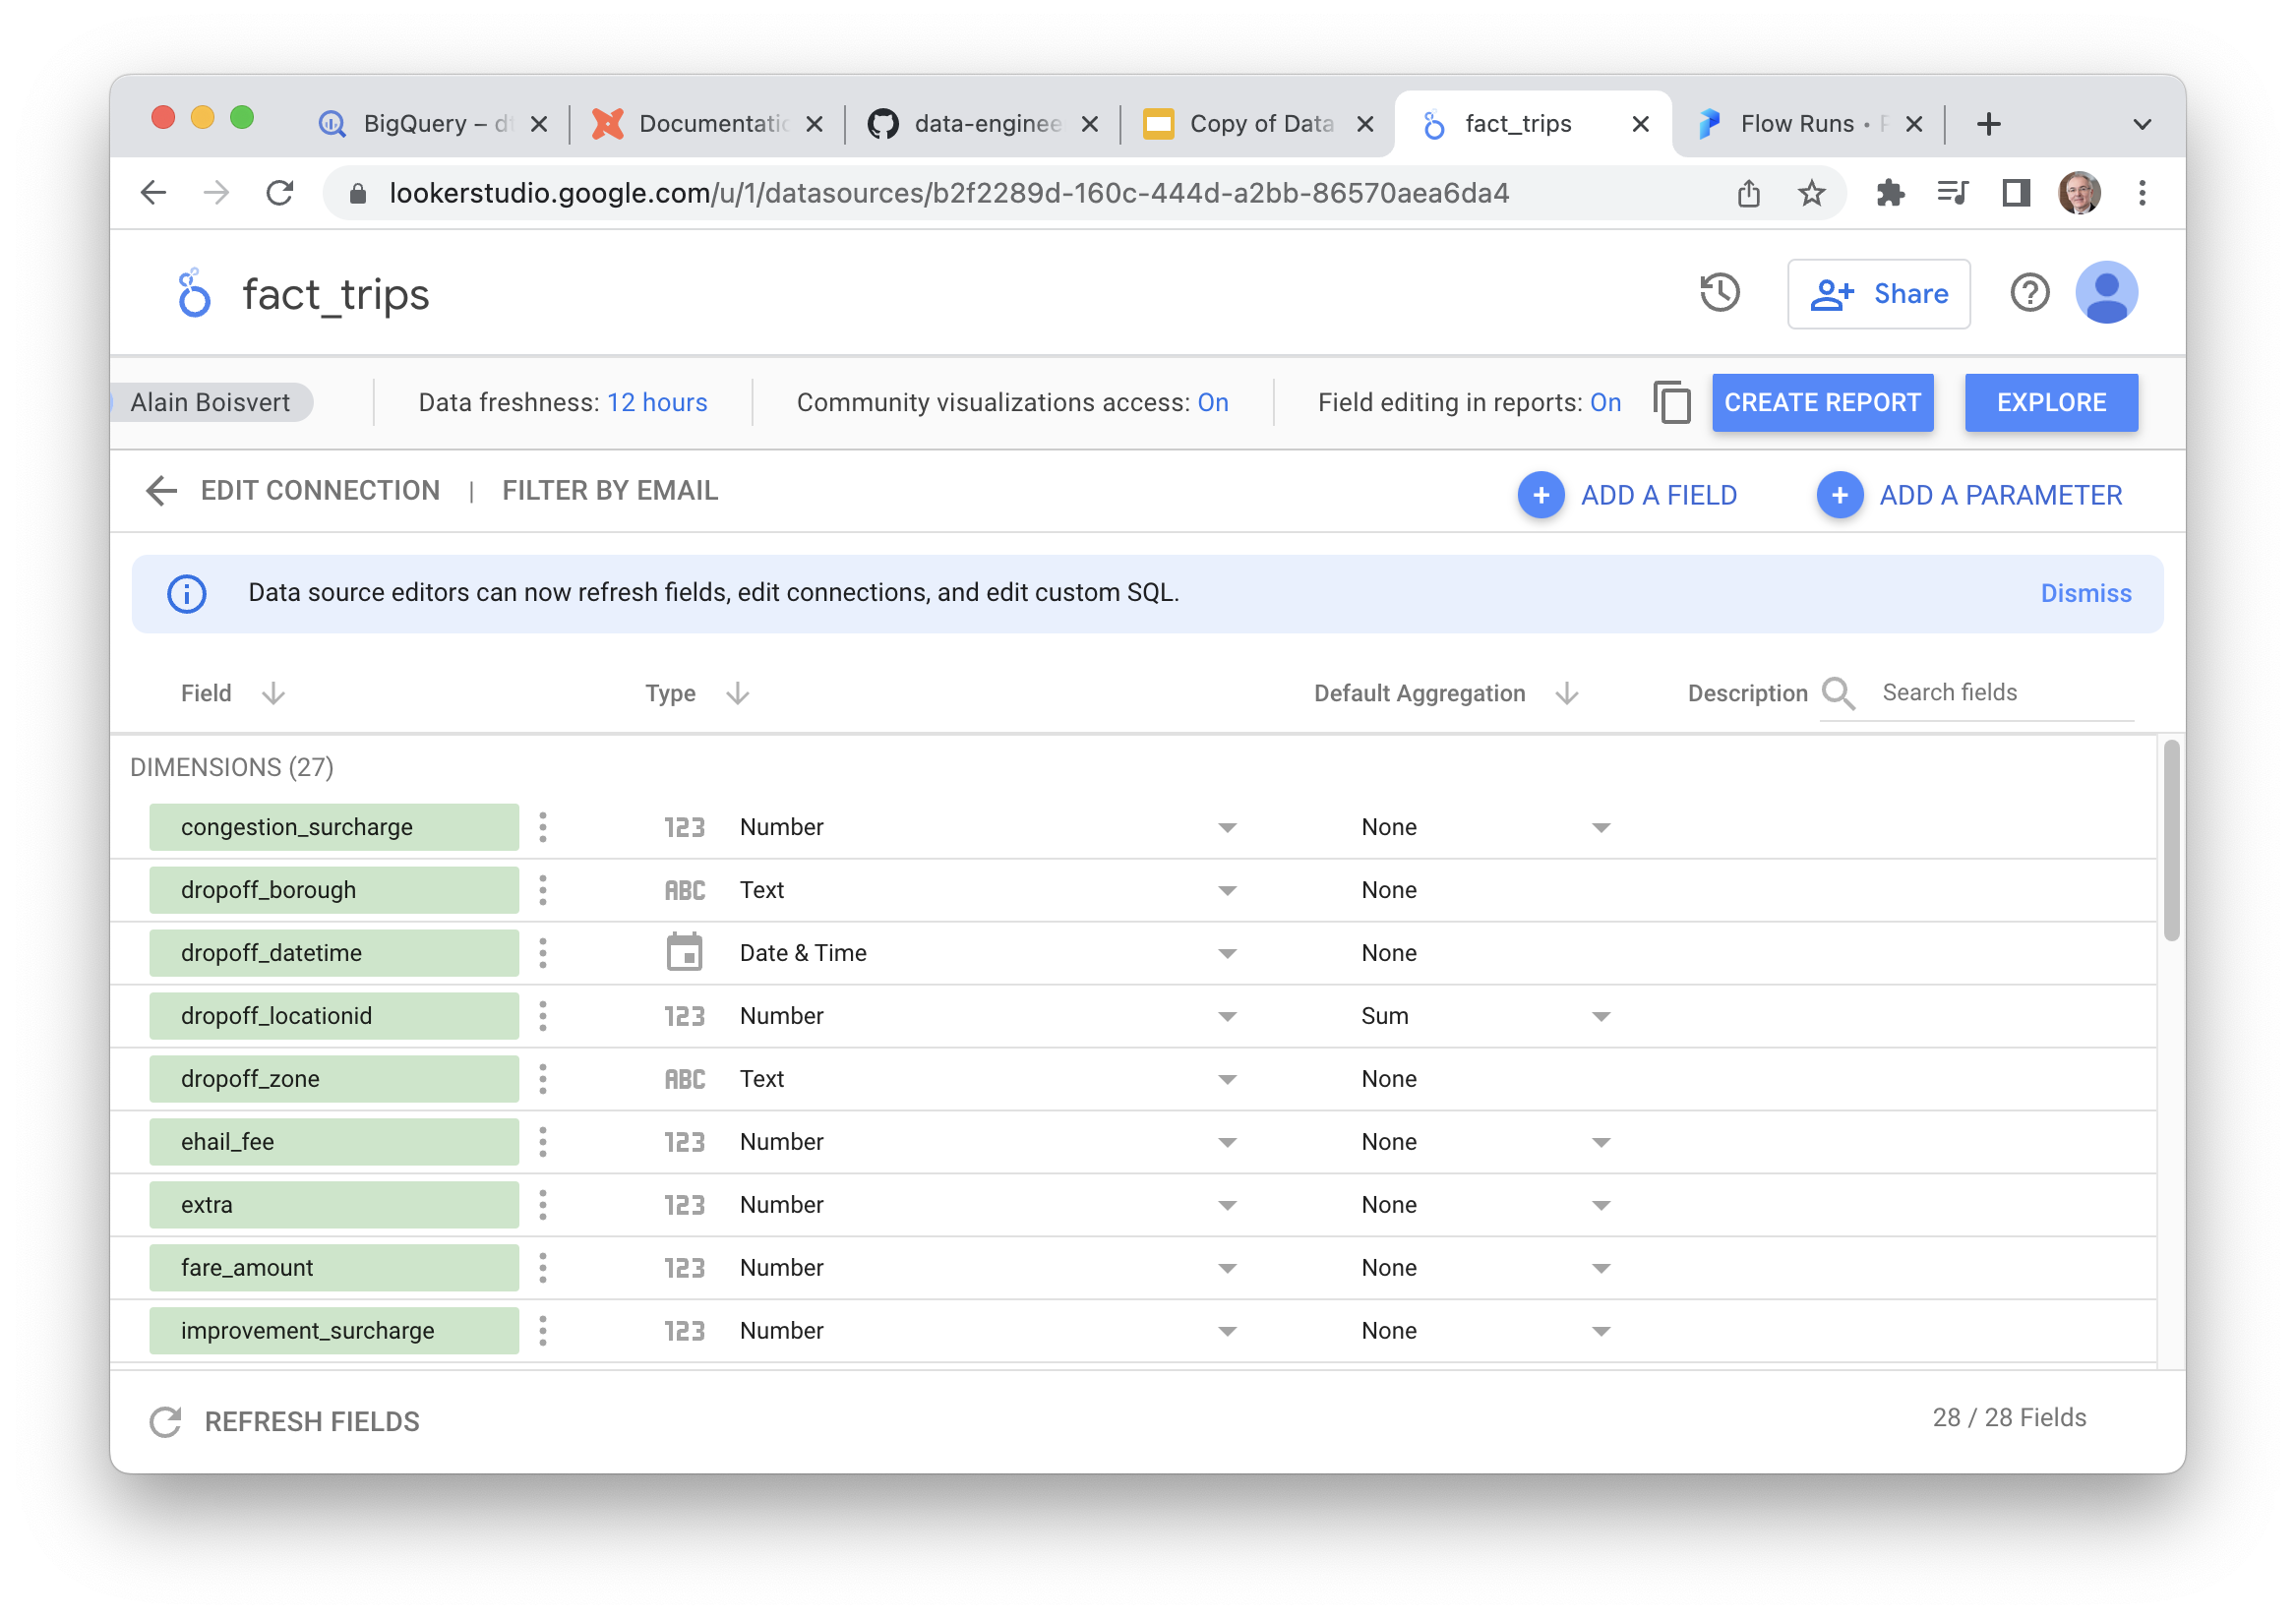 BigQuery – dt
Documentatio
data-enginee
Copy of Data
fact_trips
Flow Runs •
lookerstudio.google.com/u/1/datasources/b2f2289d-160c-444d-a2bb-86570aea6da4
fact_trips
Share
Alain Boisvert
Data freshness: 12 hours
Community visualizations access: On
Field editing in reports: On
CREATE REPORT
EXPLORE
EDIT CONNECTION | FILTER BY EMAIL
ADD A FIELD
ADD A PARAMETER
Data source editors can now refresh fields, edit connections, and edit custom SQL.
Dismiss
Field Type Default Aggregation Description Search fields
DIMENSIONS (27)
congestion_surcharge 123 Number None
dropoff_borough ABC Text None
dropoff_datetime Date & Time None
dropoff_locationid 123 Number Sum
dropoff_zone ABC Text None
ehail_fee 123 Number None
extra 123 Number None
fare_amount 123 Number None
improvement_surcharge 123 Number None
REFRESH FIELDS
28 / 28 Fields